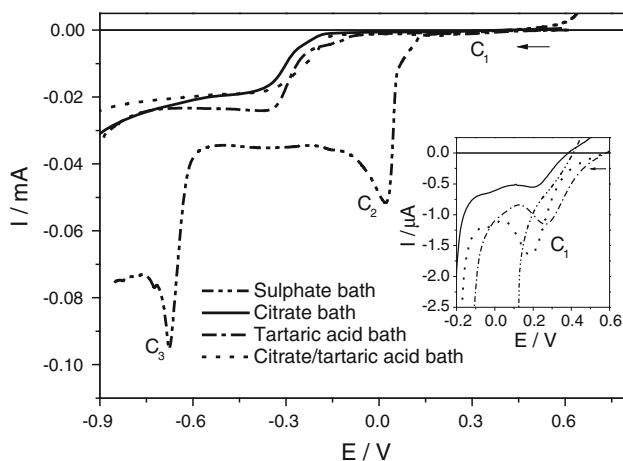 0.00
-0.02
-0.04
-0.06
-0.08
-0.10
I / mA
-0.9
-0.6
-0.3
0.0
0.3
0.6
E / V
C1
C2
C3
Sulphate bath
Citrate bath
Tartaric acid bath
Citrate/tartaric acid bath
0.0
-0.5
-1.0
-1.5
-2.0
-2.5
I /µA
C1
-0.2
0.0
0.2
0.4
0.6
E / V